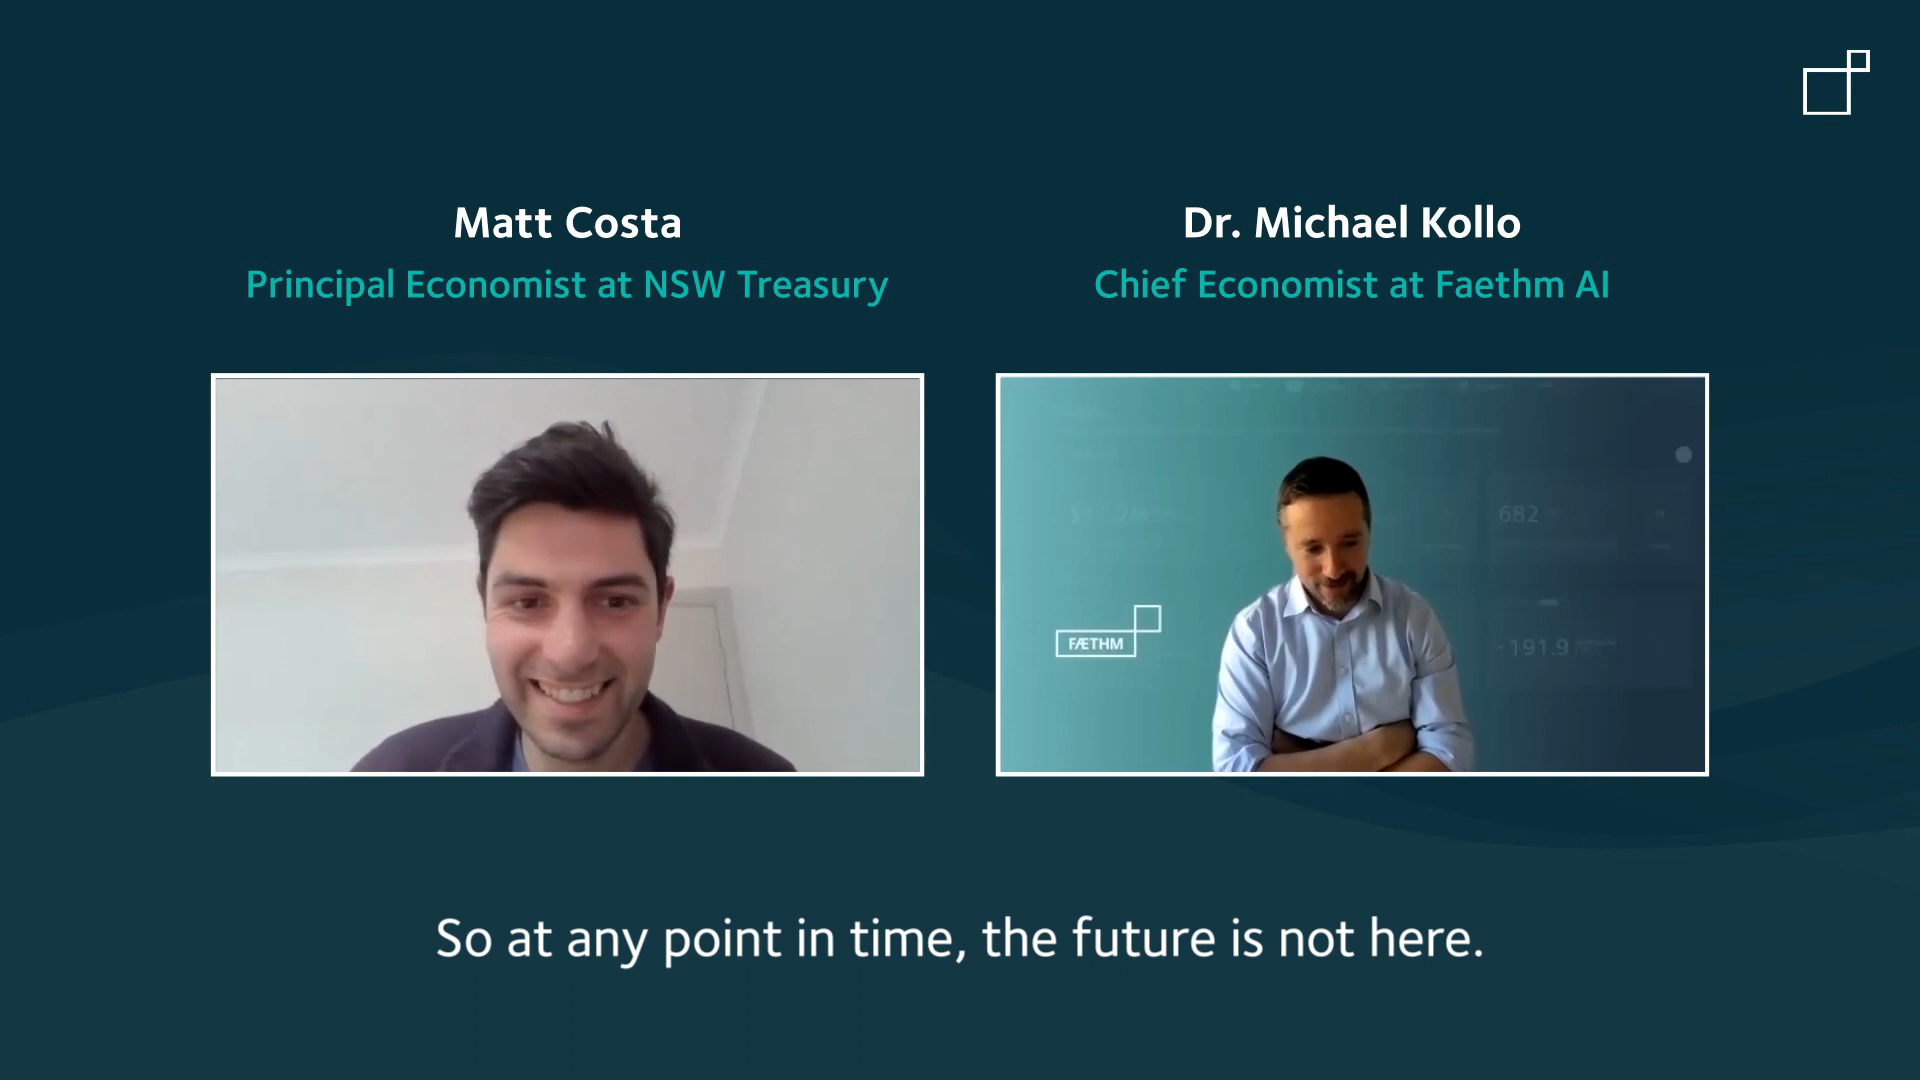 Matt Costa
Dr. Michael Kollo
Principal Economist at NSW Treasury
Chief Economist at Faethm AI
682
FÆTHM
191.9
So at any point in time, the future is not here.